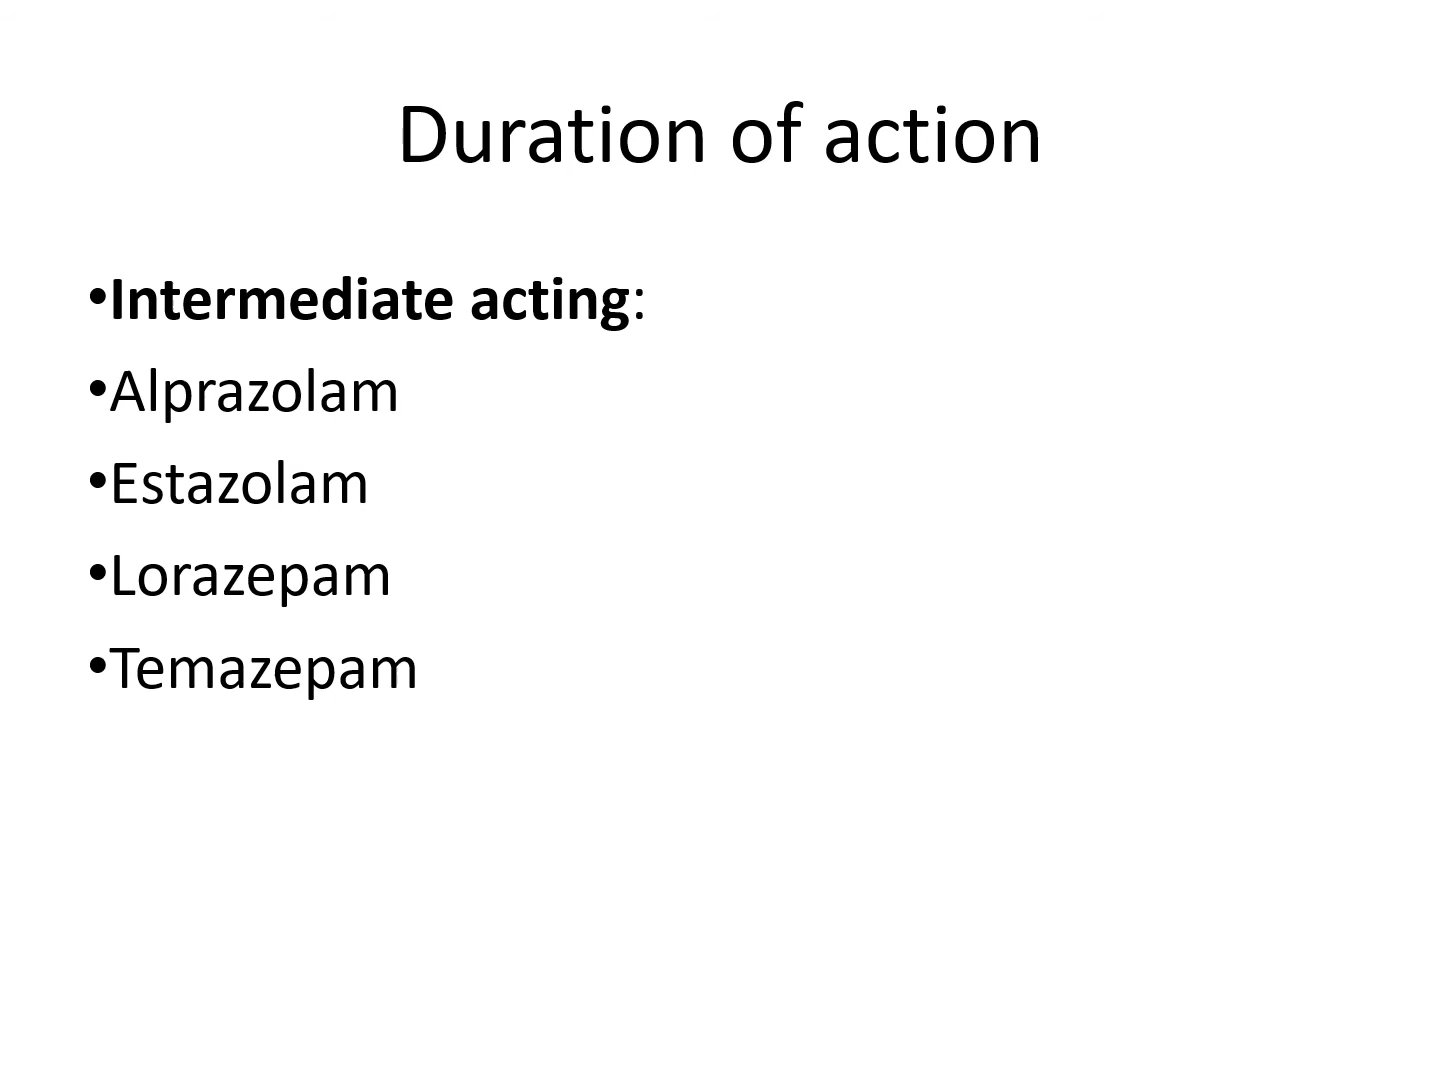 Duration of action
•Intermediate acting:
•Alprazolam
•Estazolam
•Lorazepam
•Temazepam